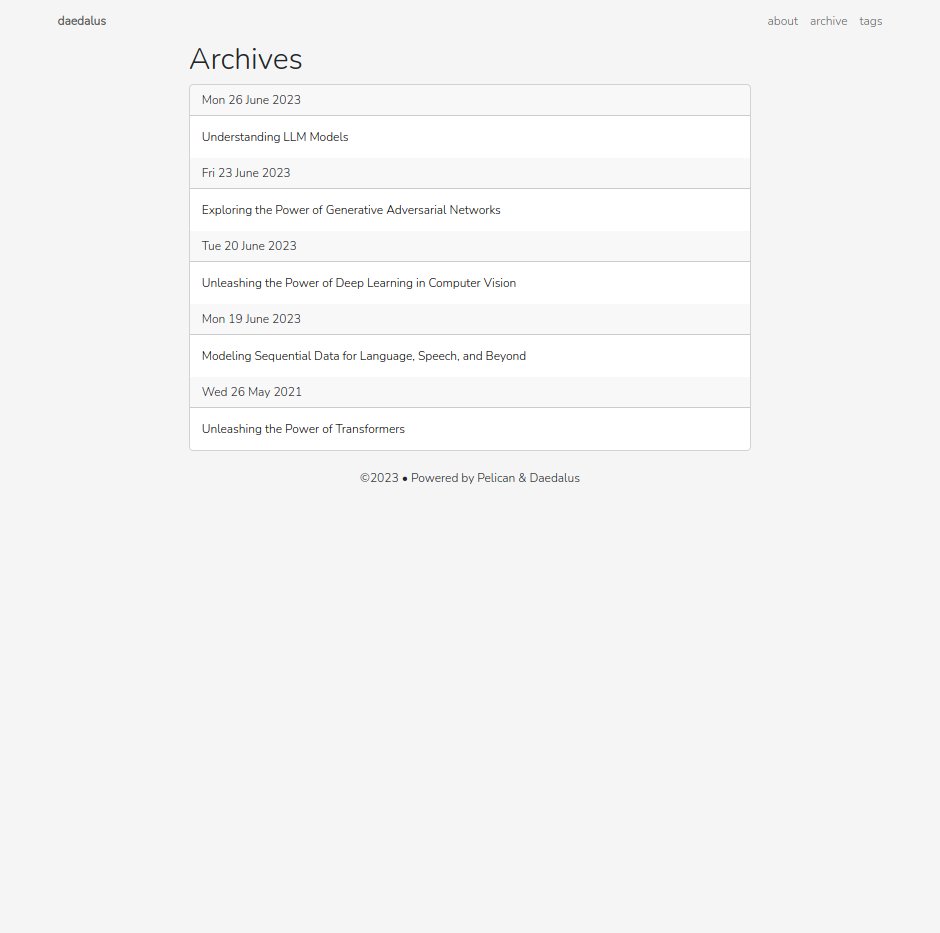 daedalus
about archive tags
Archives
Mon 26 June 2023
Understanding LLM Models
Fri 23 June 2023
Exploring the Power of Generative Adversarial Networks
Tue 20 June 2023
Unleashing the Power of Deep Learning in Computer Vision
Mon 19 June 2023
Modeling Sequential Data for Language, Speech, and Beyond
Wed 26 May 2021
Unleashing the Power of Transformers
©2023 • Powered by Pelican & Daedalus